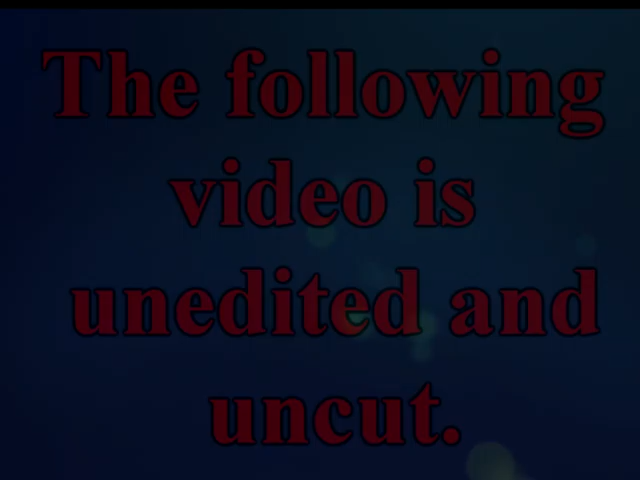 The following
video is
unedited and
uncut.